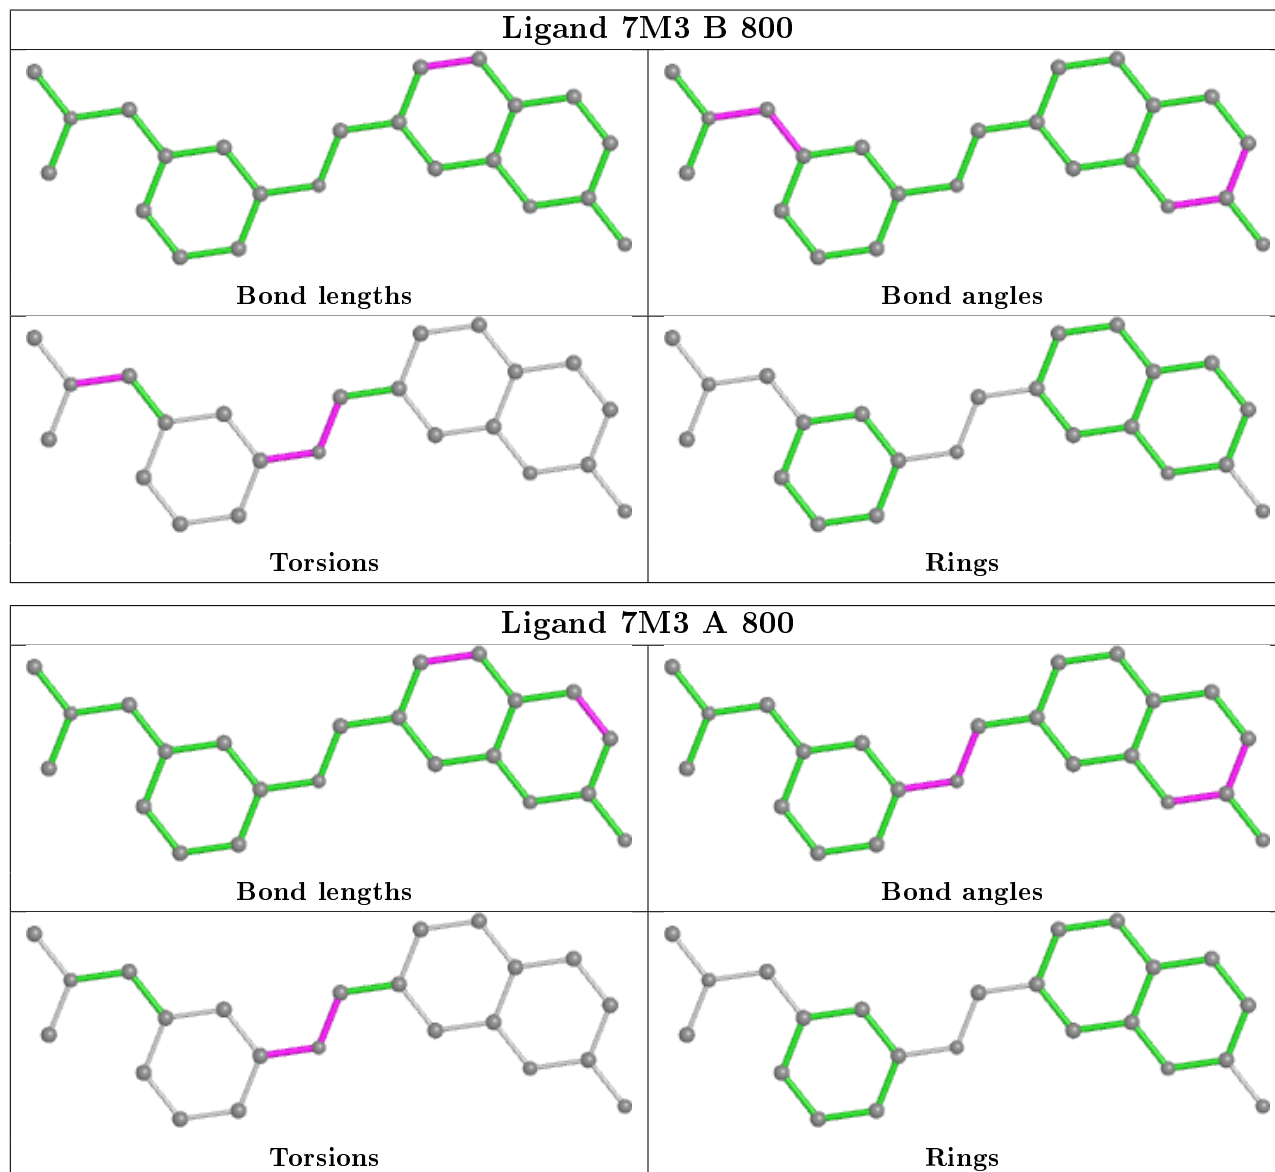 Ligand 7M3 B 800
Bond lengths
Bond angles
Torsions
Rings
Ligand 7M3 A 800
Bond lengths
Bond angles
Torsions
Rings